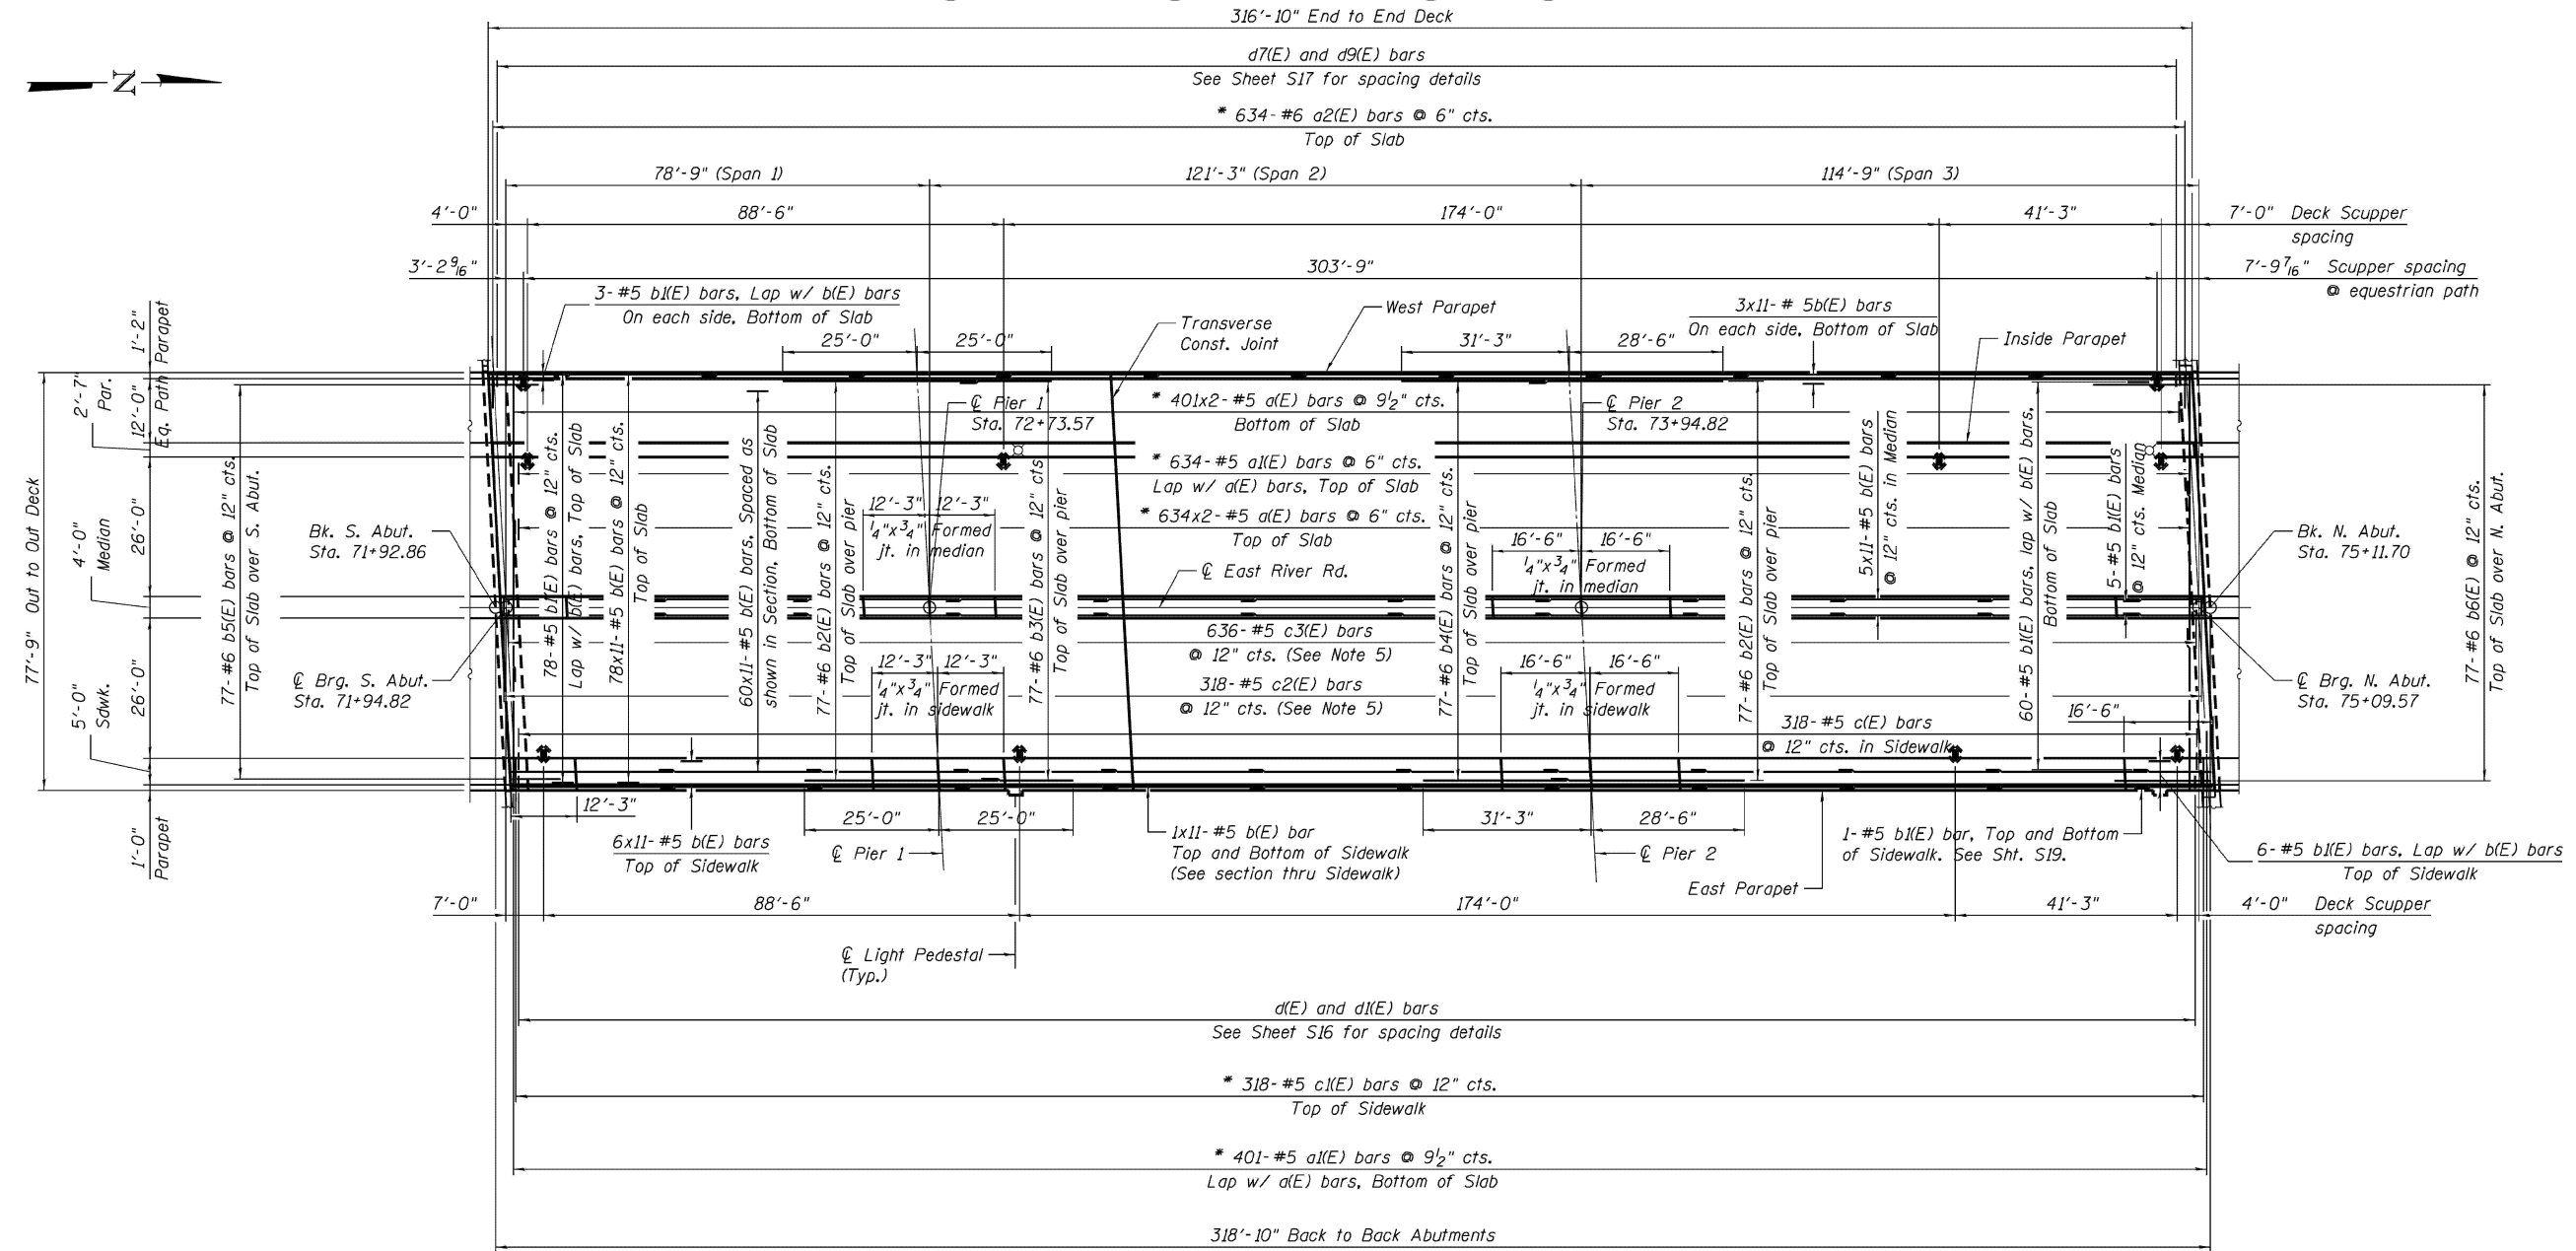 316'-10" End to End Deck
d7(E) and d9(E) bars
See Sheet S17 for spacing details
N
* 634-#6 a2(E) bars @ 6" cts.
Top of Slab
78'-9" (Span 1)
121'-3" (Span 2)
114'-9" (Span 3)
4'-0"
88'-6"
174'-0"
41'-3"
7'-0" Deck Scupper
spacing
3'-2 9/16"
303'-9"
7'-9 7/16" Scupper spacing
@ equestrian path
3-#5 b1(E) bars, Lap w/ b(E) bars
On each side, Bottom of Slab
25'-0"
25'-0"
Transverse
Const. Joint
West Parapet
31'-3"
28'-6"
3x11-# 5b(E) bars
On each side, Bottom of Slab
Inside Parapet
1'-2"
Eq. Path Parapet
12'-0"
2'-7"
Par.
26'-0"
4'-0"
Median
26'-0"
5'-0"
Sdwk.
1'-0"
Parapet
77'-9" Out to Out Deck
77-#6 b5(E) bars @ 12" cts.
Top of Slab over S. Abut.
Bk. S. Abut.
Sta. 71+92.86
℄ Brg. S. Abut.
Sta. 71+94.82
78-#5 b1(E) bars @ 12" cts.
Lap w/ b(E) bars, Top of Slab
78x11-#5 b(E) bars @ 12" cts.
Top of Slab
60x11-#5 b(E) bars, Spaced as
shown in Section, Bottom of Slab
77-#6 b2(E) bars @ 12" cts.
Top of Slab over pier
℄ Pier 1
Sta. 72+73.57
77-#6 b3(E) bars @ 12" cts
Top of Slab over pier
* 401x2-#5 a(E) bars @ 9½" cts.
Bottom of Slab
* 634-#5 a1(E) bars @ 6" cts.
Lap w/ a(E) bars, Top of Slab
* 634x2-#5 a(E) bars @ 6" cts.
Top of Slab
12'-3"
12'-3"
¼"x¾" Formed
jt. in median
℄ East River Rd.
636-#5 c3(E) bars
@ 12" cts. (See Note 5)
318-#5 c2(E) bars
@ 12" cts. (See Note 5)
12'-3"
12'-3"
¼"x¾" Formed
jt. in sidewalk
77-#6 b4(E) bars @ 12" cts.
Top of Slab over pier
℄ Pier 2
Sta. 73+94.82
16'-6"
16'-6"
¼"x¾" Formed
jt. in median
16'-6"
16'-6"
¼"x¾" Formed
jt. in sidewalk
77-#6 b2(E) bars @ 12" cts.
Top of Slab over pier
5x11-#5 b(E) bars
@ 12" cts. in Median
60-#5 b1(E) bars, lap w/ b(E) bars,
Bottom of Slab
5-#5 b1(E) bars
@ 12" cts. Median
318-#5 c(E) bars
@ 12" cts. in Sidewalk
16'-6"
Bk. N. Abut.
Sta. 75+11.70
℄ Brg. N. Abut.
Sta. 75+09.57
77-#6 b6(E) @ 12" cts.
Top of Slab over N. Abut.
12'-3"
6x11-#5 b(E) bars
Top of Sidewalk
25'-0"
25'-0"
℄ Pier 1
1x11-#5 b(E) bar
Top and Bottom of Sidewalk
(See section thru Sidewalk)
31'-3"
28'-6"
℄ Pier 2
East Parapet
1-#5 b1(E) bar, Top and Bottom
of Sidewalk. See Sht. S19.
6-#5 b1(E) bars, Lap w/ b(E) bars
Top of Sidewalk
7'-0"
88'-6"
174'-0"
41'-3"
4'-0" Deck Scupper
spacing
℄ Light Pedestal
(Typ.)
d(E) and d1(E) bars
See Sheet S16 for spacing details
* 318-#5 c1(E) bars @ 12" cts.
Top of Sidewalk
* 401-#5 a1(E) bars @ 9½" cts.
Lap w/ a(E) bars, Bottom of Slab
318'-10" Back to Back Abutments